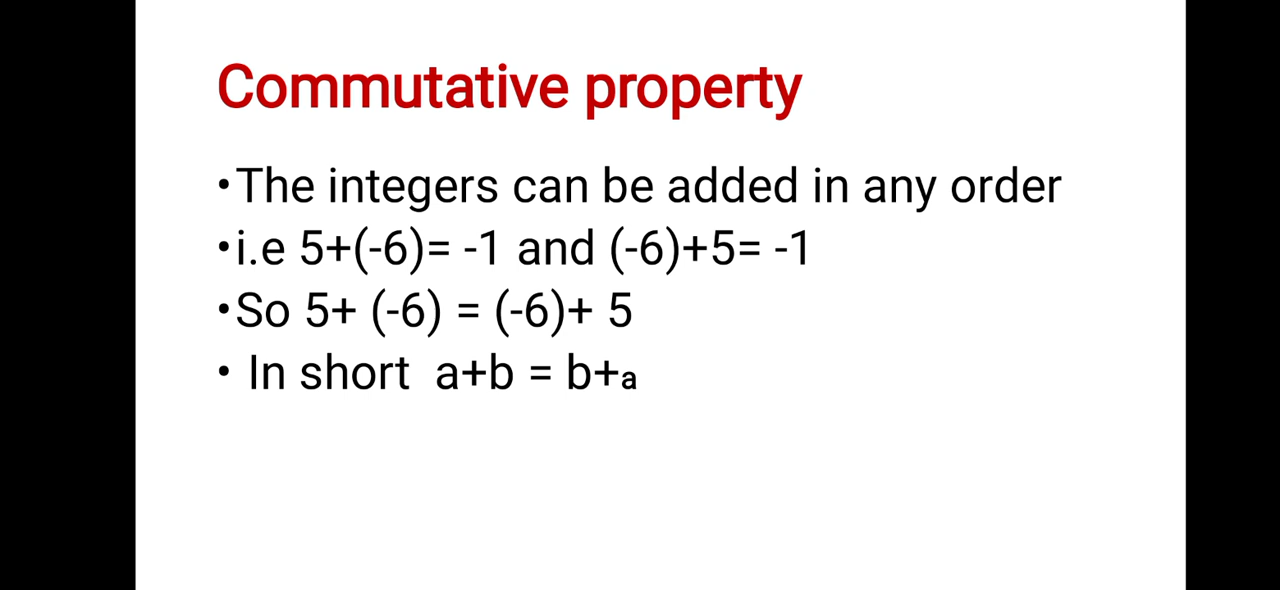 Commutative property
•The integers can be added in any order
•i.e 5+(-6)= -1 and (-6)+5= -1
•So 5+ (-6) = (-6)+ 5
• In short  a+b = b+a